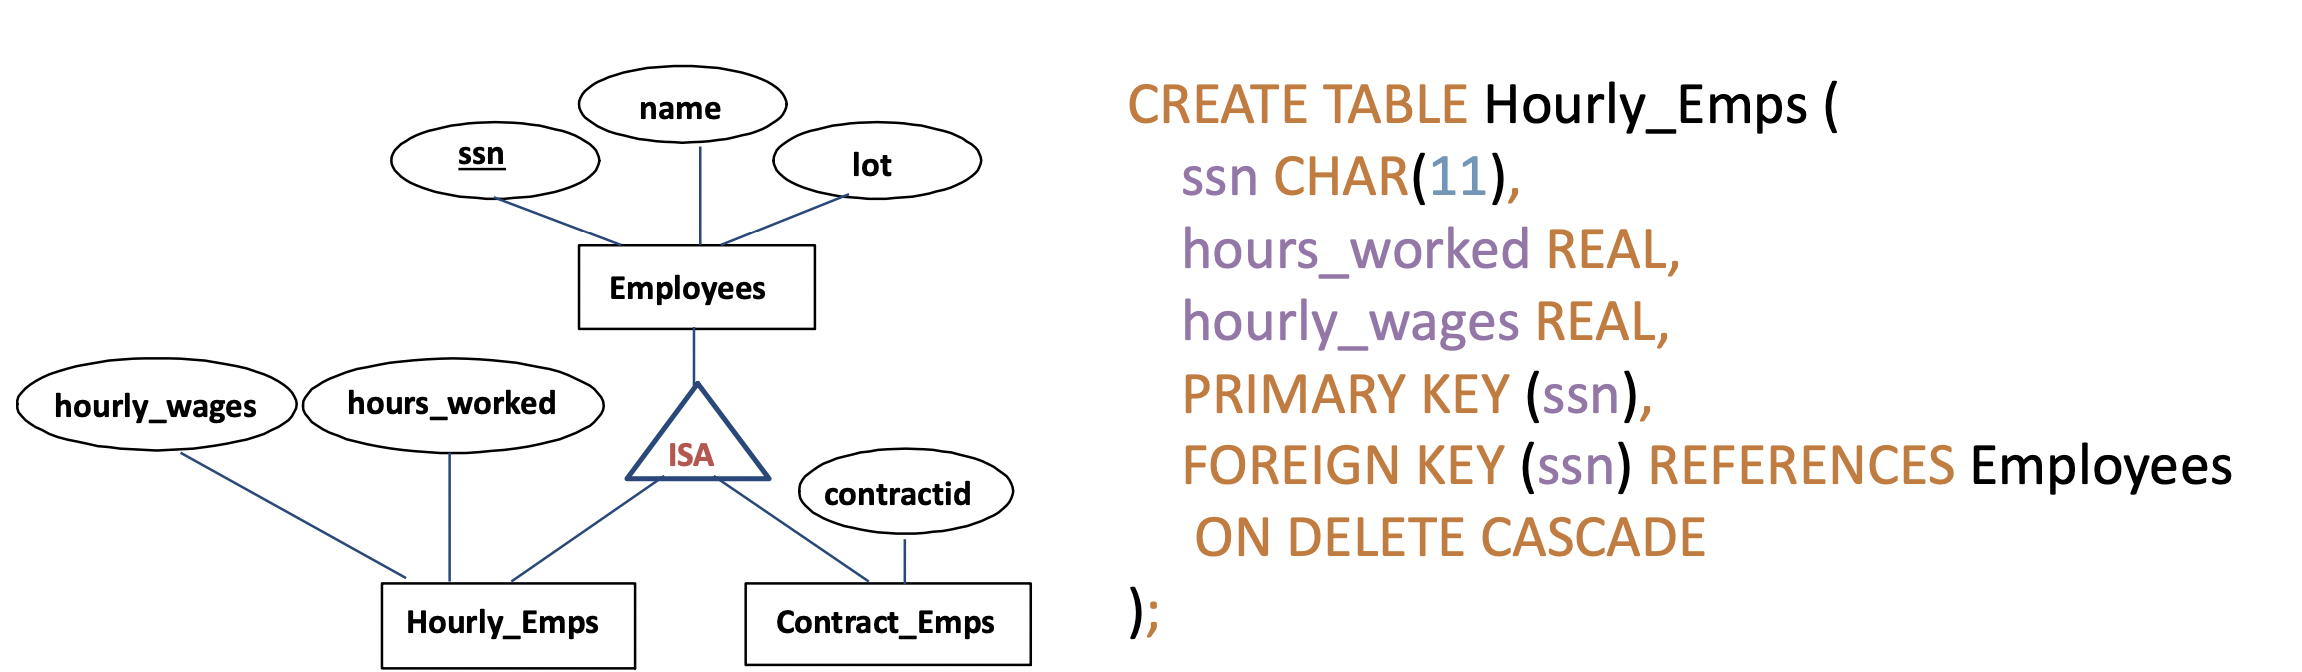 name
ssn
lot
Employees
hourly_wages
hours_worked
ISA
contractid
Hourly_Emps
Contract_Emps
CREATE TABLE Hourly_Emps (
ssn CHAR(11),
hours_worked REAL,
hourly_wages REAL,
PRIMARY KEY (ssn),
FOREIGN KEY (ssn) REFERENCES Employees
ON DELETE CASCADE
);